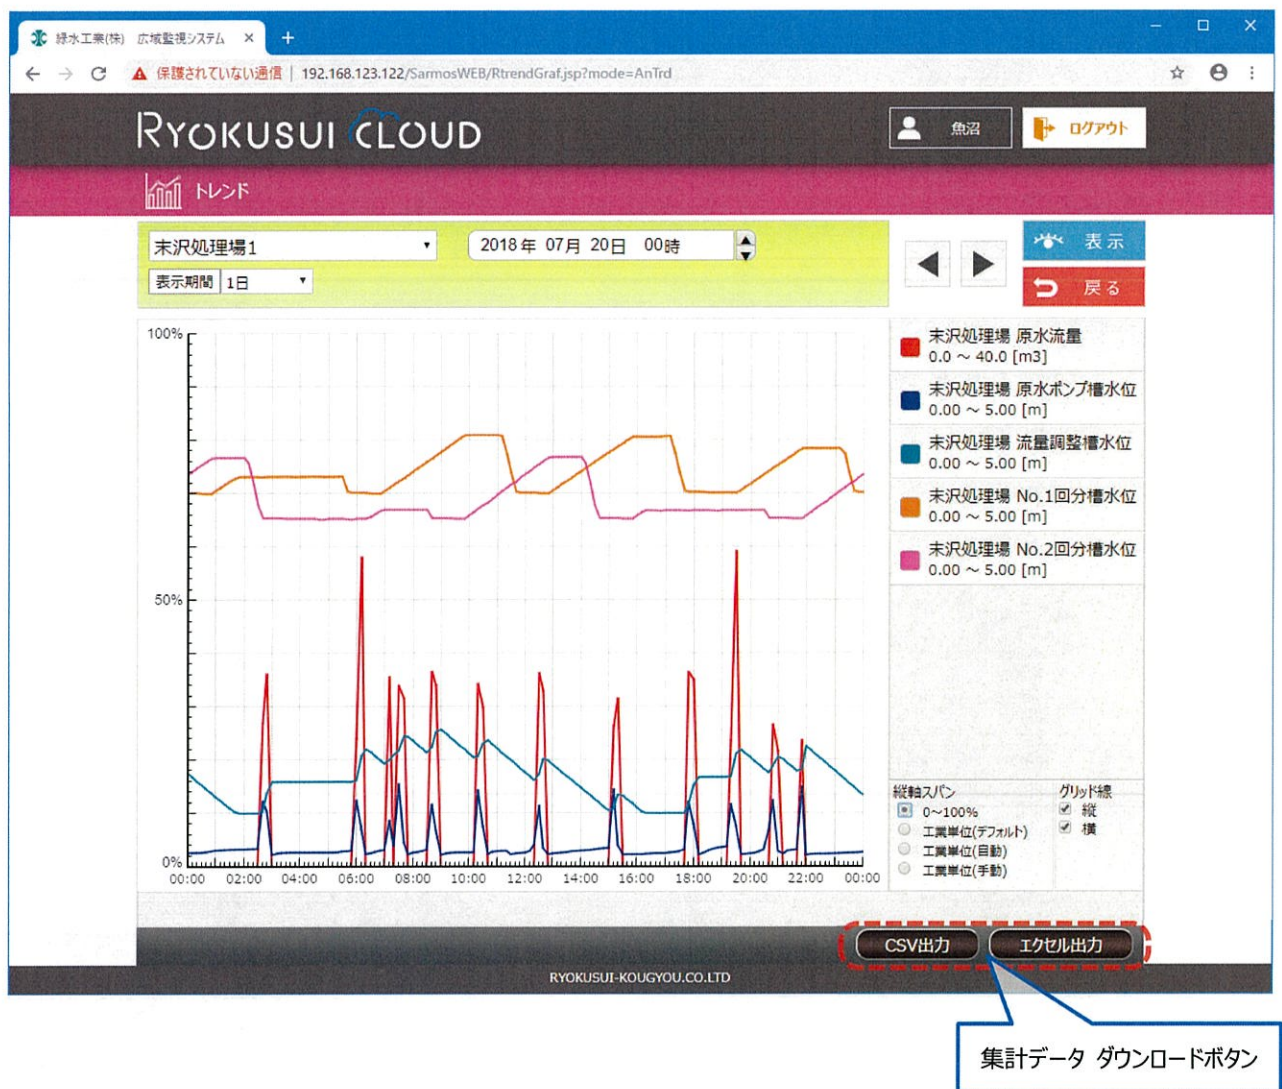 緑水工業(株) 広域監視システム × +
保護されていない通信 | 192.168.123.122/SarmosWEB/RtrendGraf.jsp?mode=AnTrd
RYOKUSUI CLOUD
魚沼
ログアウト
トレンド
末沢処理場1
2018年 07月 20日 00時
表示
表示期間 1日
戻る
100%
50%
0%
00:00 02:00 04:00 06:00 08:00 10:00 12:00 14:00 16:00 18:00 20:00 22:00 00:00
末沢処理場 原水流量
0.0 ~ 40.0 [m3]
末沢処理場 原水ポンプ槽水位
0.00 ~ 5.00 [m]
末沢処理場 流量調整槽水位
0.00 ~ 5.00 [m]
末沢処理場 No.1回分槽水位
0.00 ~ 5.00 [m]
末沢処理場 No.2回分槽水位
0.00 ~ 5.00 [m]
縦軸スパン
0~100%
工業単位(デフォルト)
工業単位(自動)
工業単位(手動)
グリッド線
縦
横
CSV出力
エクセル出力
RYOKUSUI-KOUGYOU.CO.LTD
集計データ ダウンロードボタン